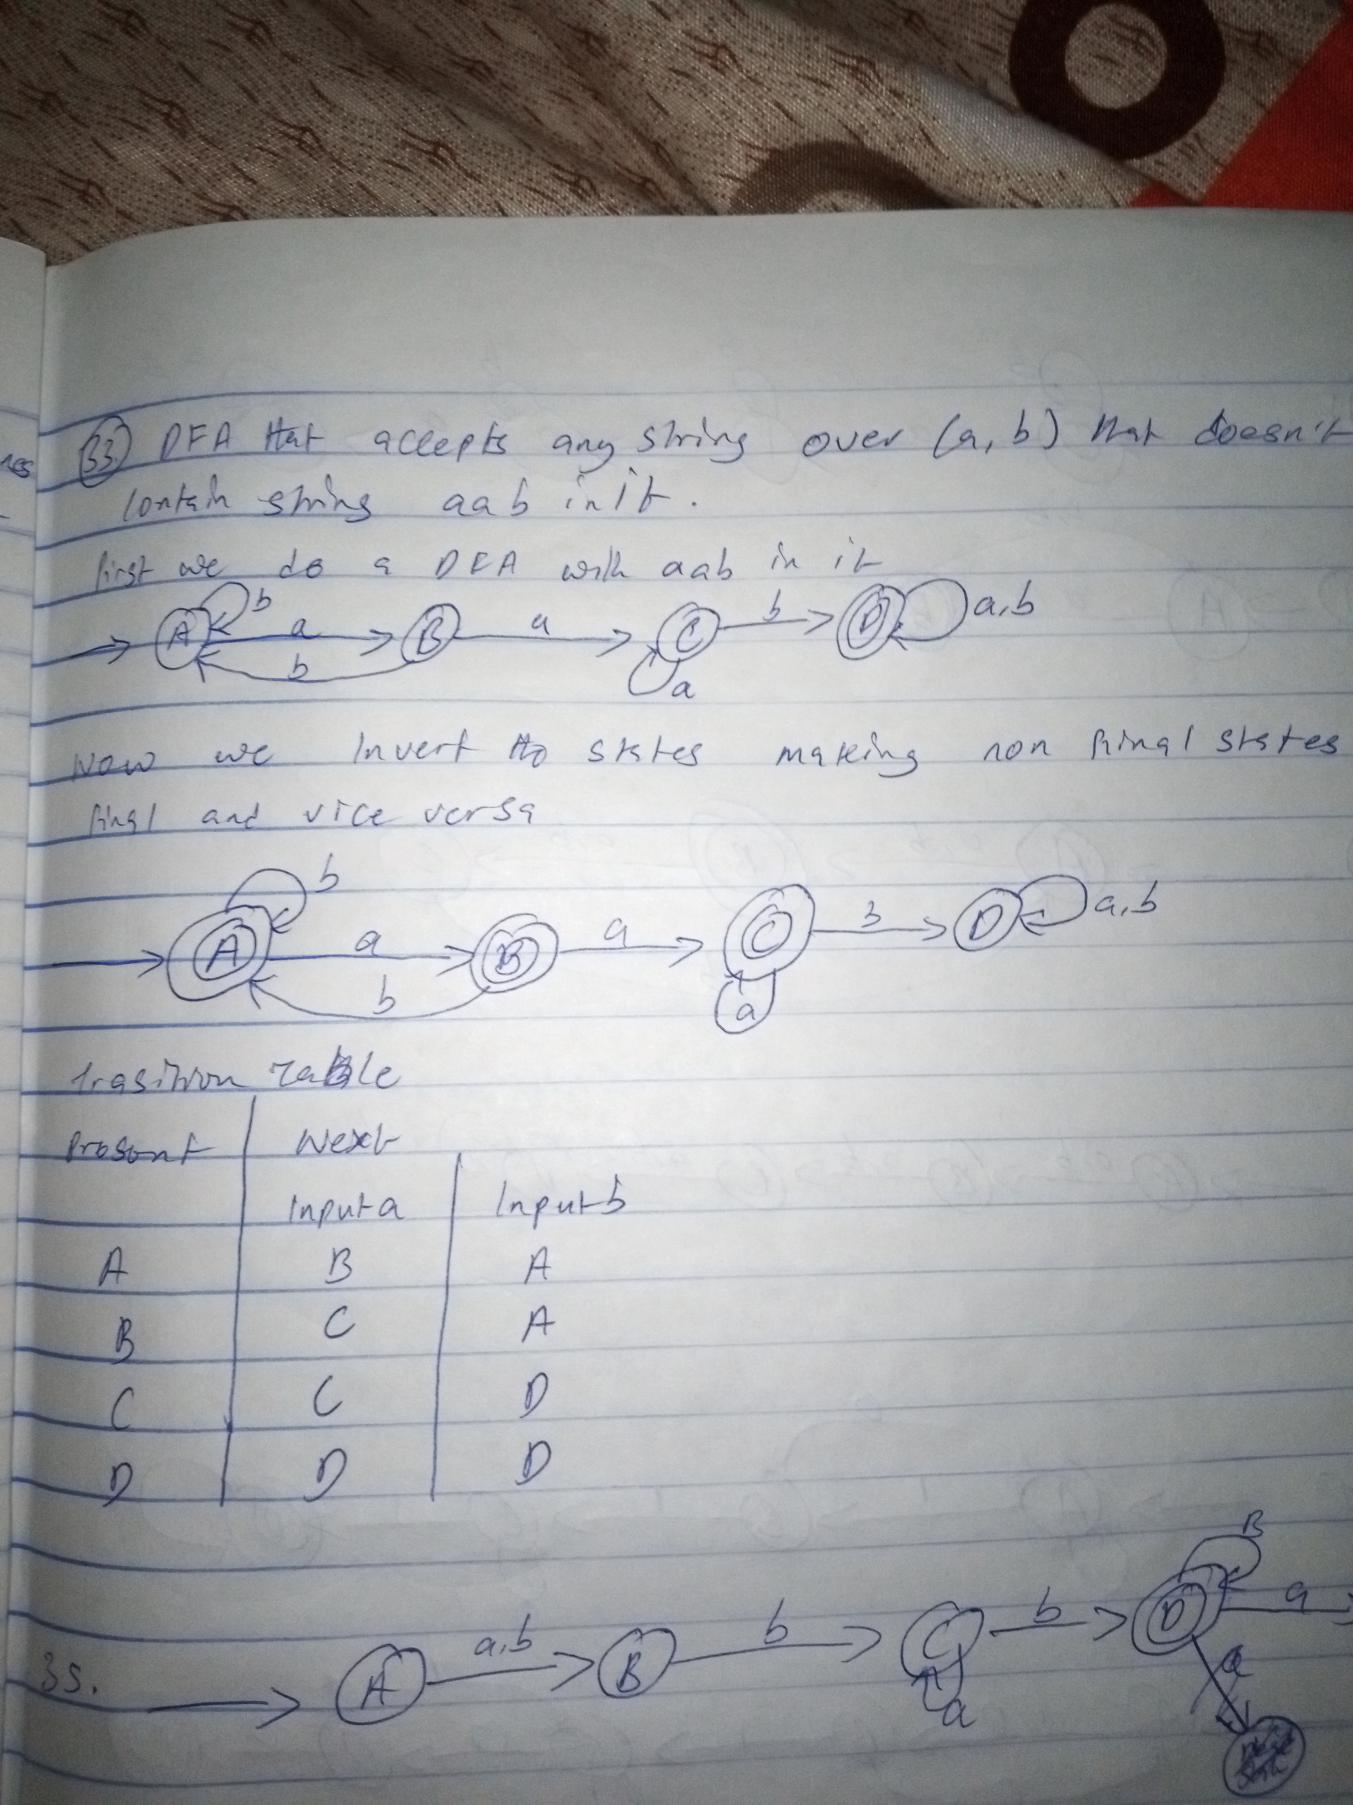 33. DFA that accepts any string over (a, b) that doesn't
contain string aab in it.
first we do a DFA with aab in it
b
A a B a C b D a,b
b
a
Now we invert the states making non final states
final and vice versa
b
A a B a C b D a,b
b
a
Trasition Table
Present Next
Input a Input b
A B A
B C A
C C D
D D D
B
35. A a,b B b C b D a
a
a